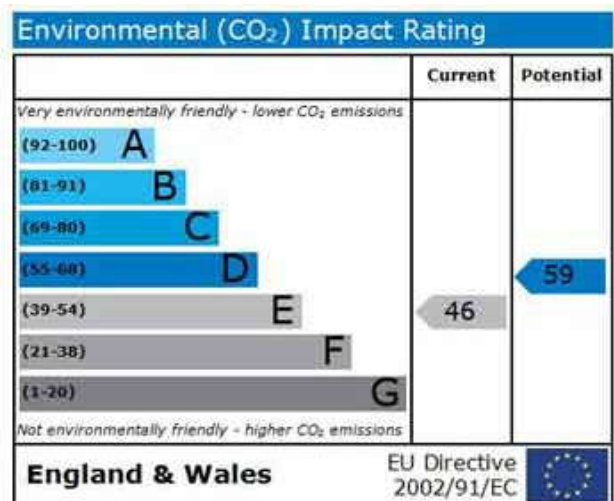 Environmental (CO₂) Impact Rating
Current Potential
Very environmentally friendly - lower CO₂ emissions
(92-100) A
(81-91) B
(69-80) C
(55-68) D
59
(39-54) E
46
(21-38) F
(1-20) G
Not environmentally friendly - higher CO₂ emissions
England & Wales
EU Directive
2002/91/EC